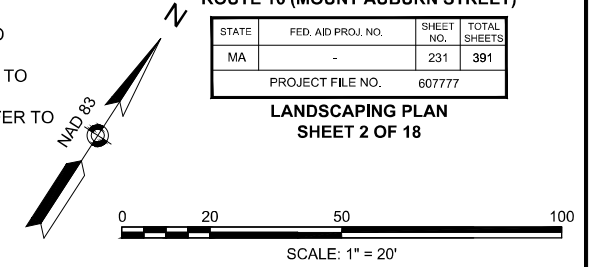 ROUTE 16 (MOUNT AUBURN STREET)
STATE FED. AID PROJ. NO. SHEET NO. TOTAL SHEETS
MA - 231 391
PROJECT FILE NO. 607777
LANDSCAPING PLAN
SHEET 2 OF 18
TO
ER TO
N
NAD 83
0 20 50 100
SCALE: 1" = 20'